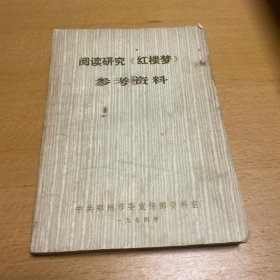 阅读研究《红楼梦》
参考资料
中共郑州市委宣传部资料室
一九七四年